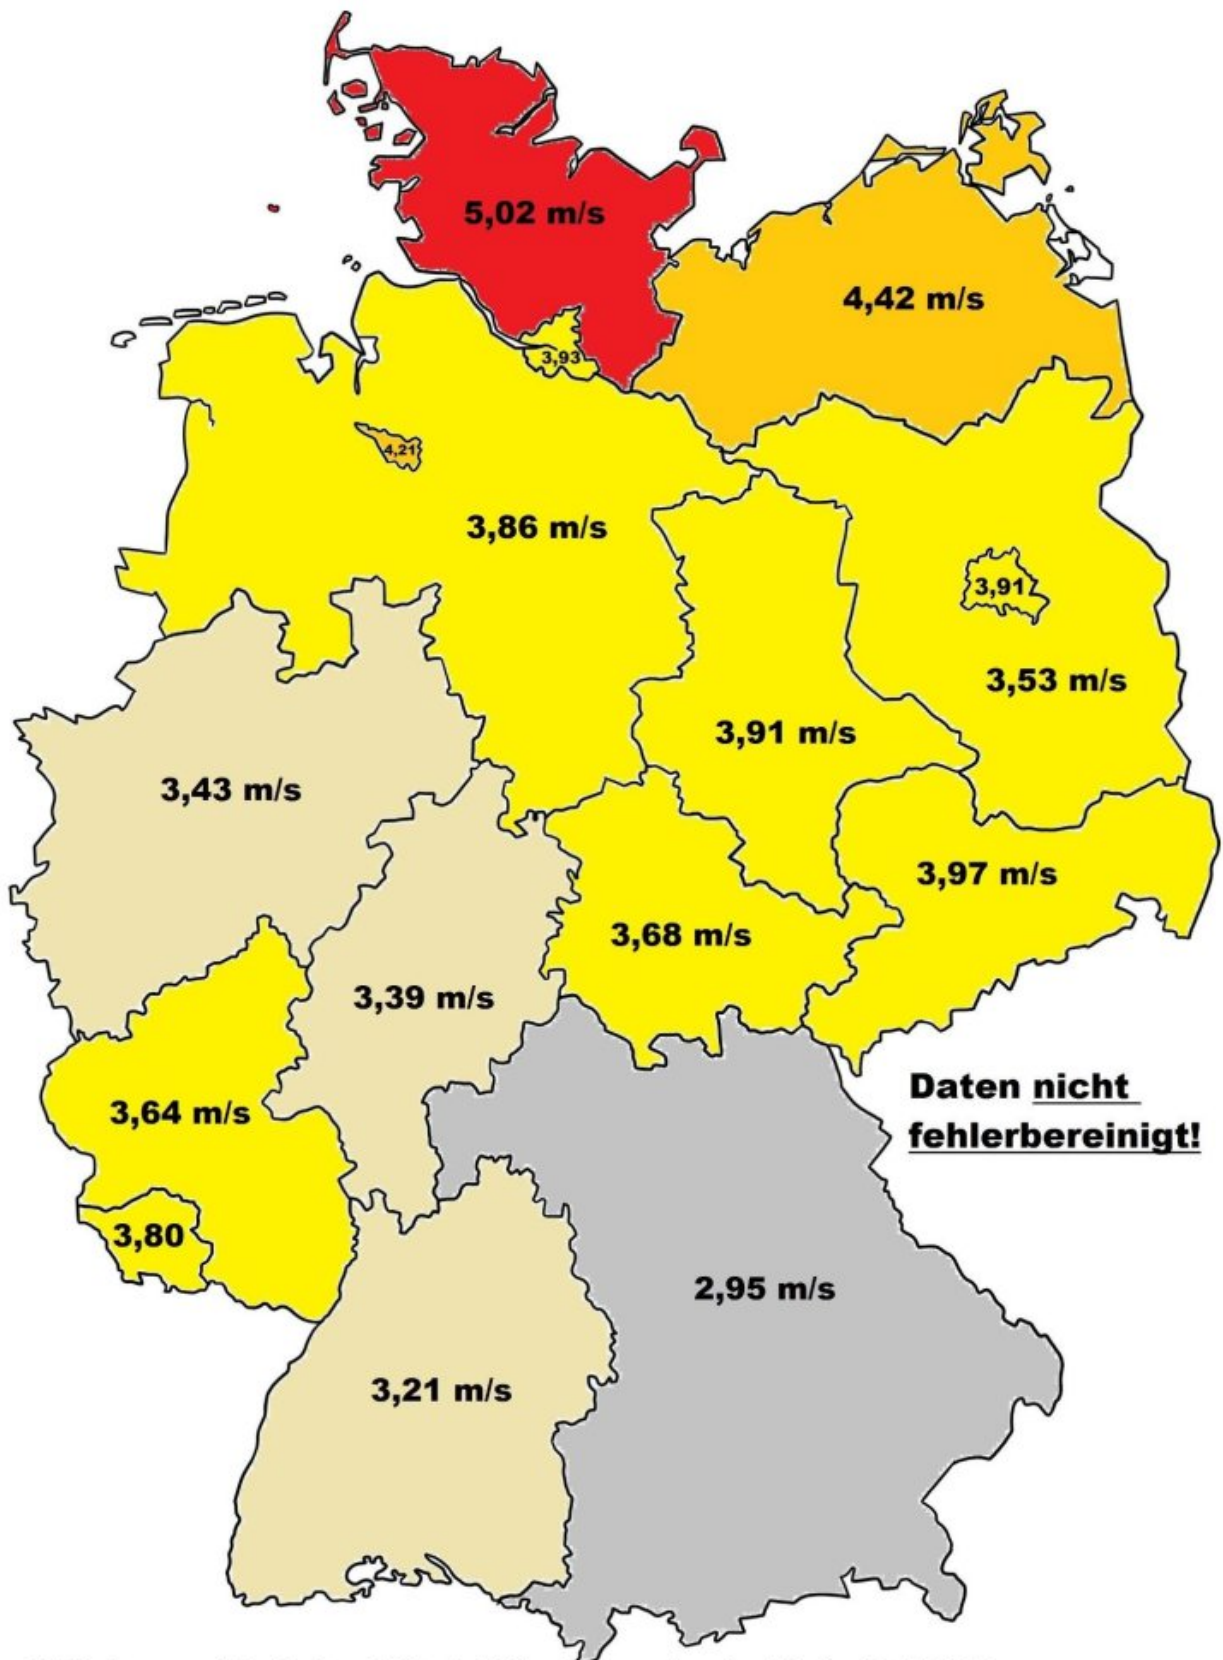 5,02 m/s
4,42 m/s
3,93
4,21
3,86 m/s
3,91
3,53 m/s
3,91 m/s
3,43 m/s
3,97 m/s
3,68 m/s
3,39 m/s
Daten nicht
fehlerbereinigt!
3,64 m/s
3,80
2,95 m/s
3,21 m/s